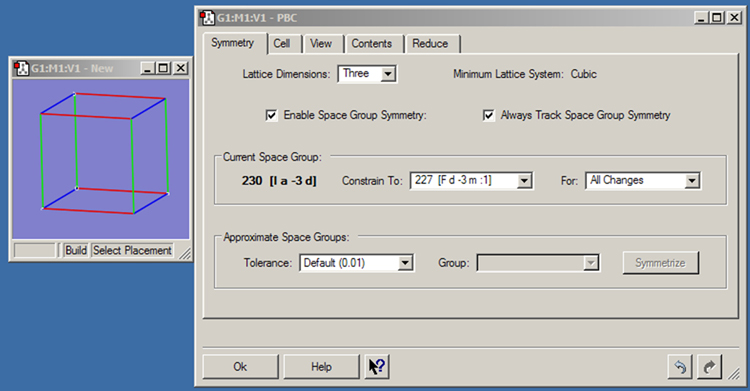 G1:M1:V1 - PBC
Symmetry Cell View Contents Reduce
Lattice Dimensions: Three Minimum Lattice System: Cubic
Enable Space Group Symmetry: Always Track Space Group Symmetry
Current Space Group:
230 [I a -3 d] Constrain To: 227 [F d -3 m :1] For: All Changes
Approximate Space Groups:
Tolerance: Default (0.01) Group: Symmetrize
Ok Help ?
G1:M1:V1 - New
Build Select Placement